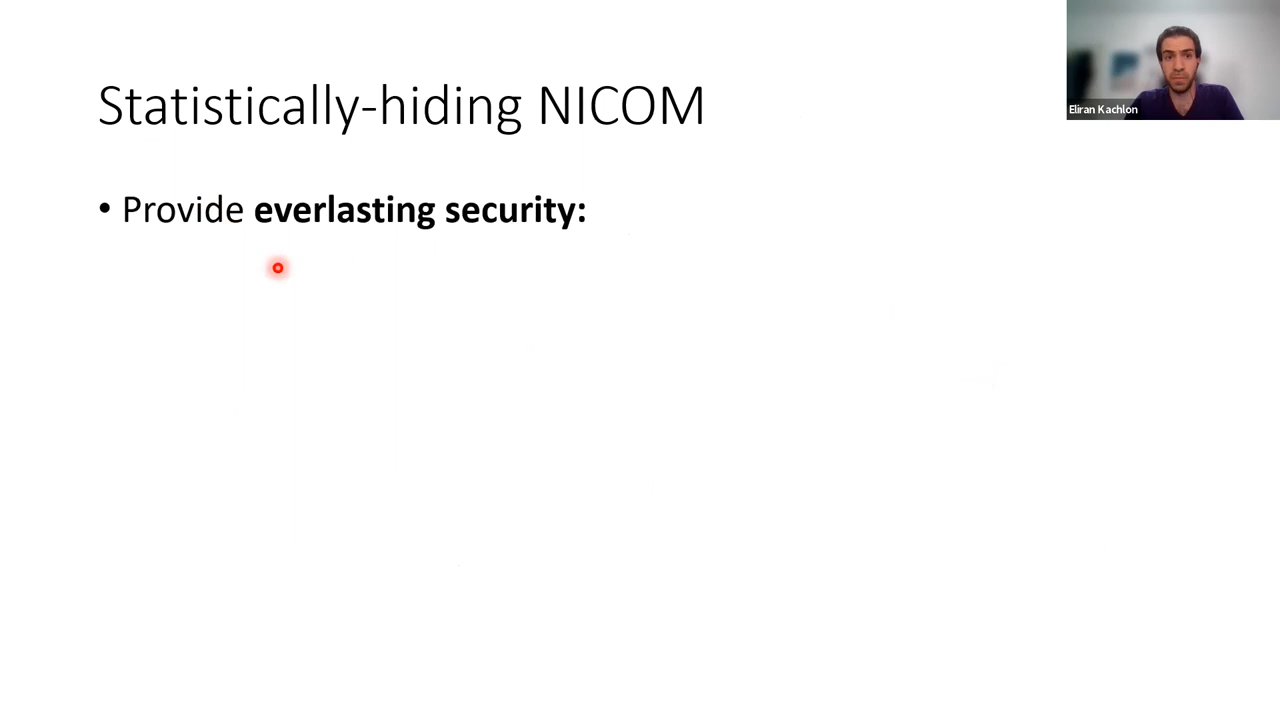 Statistically-hiding NICOM
Eliran Kachlon
• Provide everlasting security: